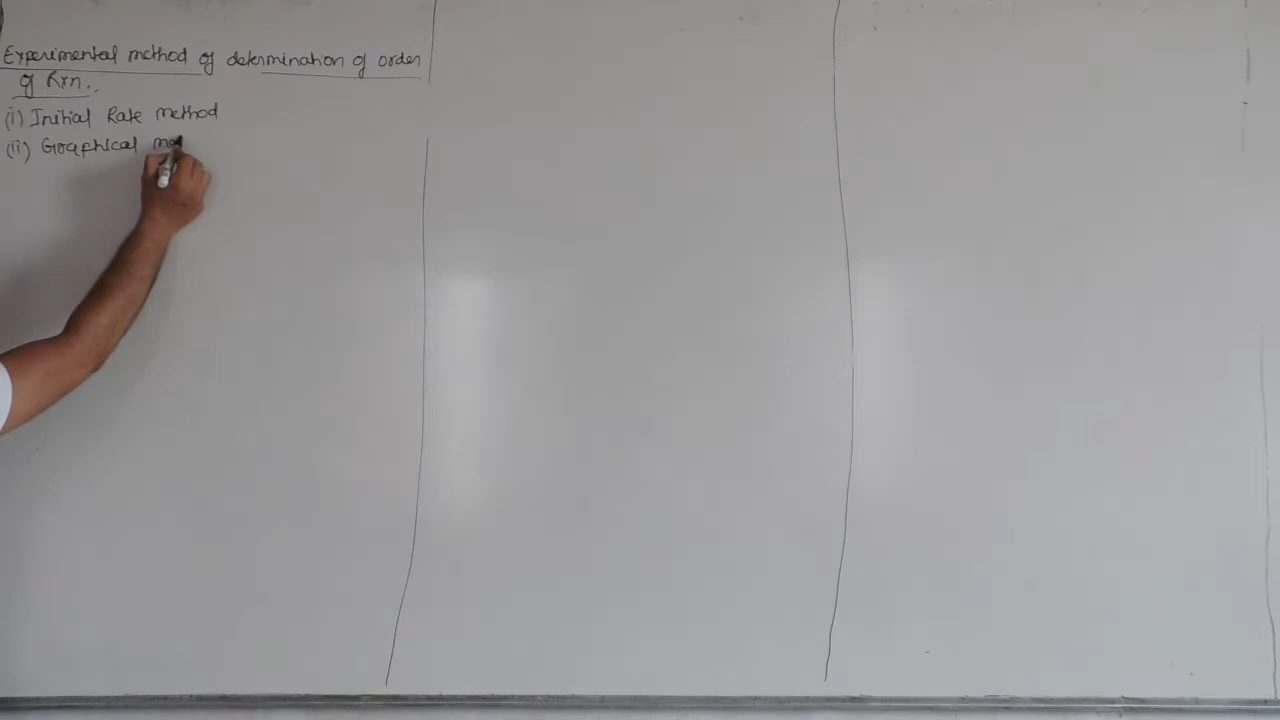 Experimental method of determination of order
of Rxn..
(i) Initial Rate method
(ii) Graphical